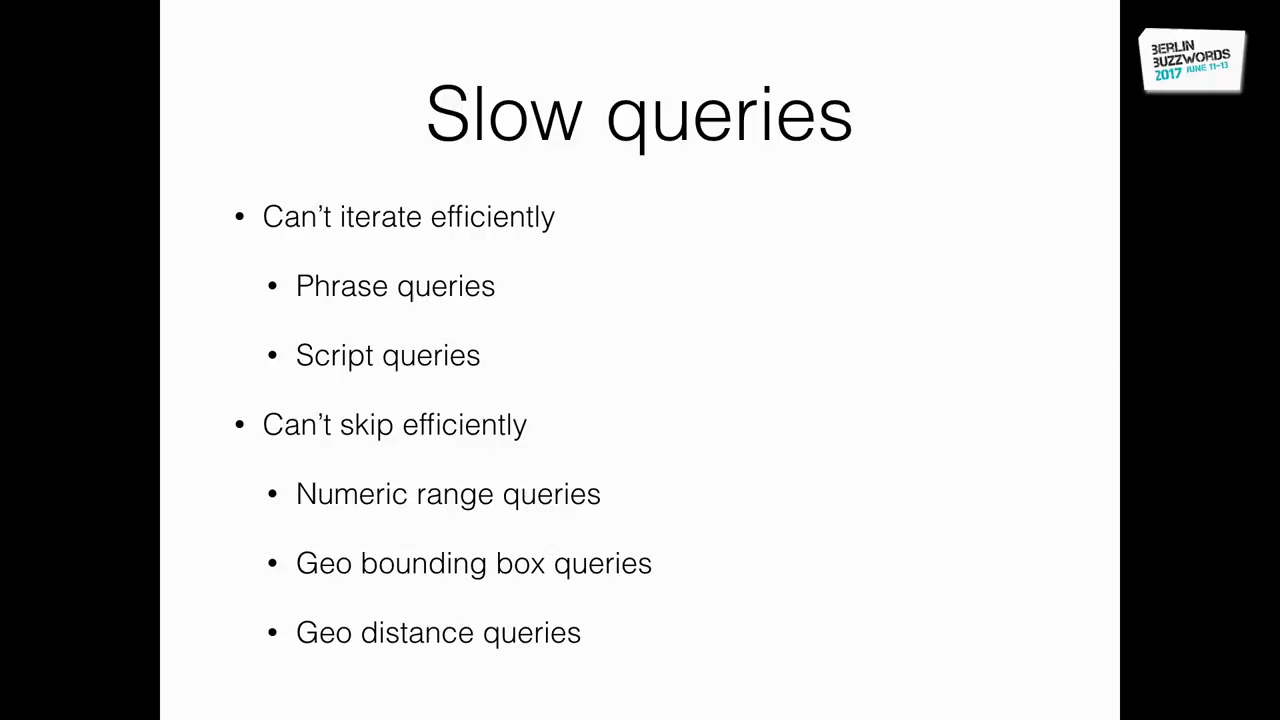 BERLIN
BUZZWORDS
2017 JUNE 11-13
Slow queries
• Can’t iterate efficiently
• Phrase queries
• Script queries
• Can’t skip efficiently
• Numeric range queries
• Geo bounding box queries
• Geo distance queries